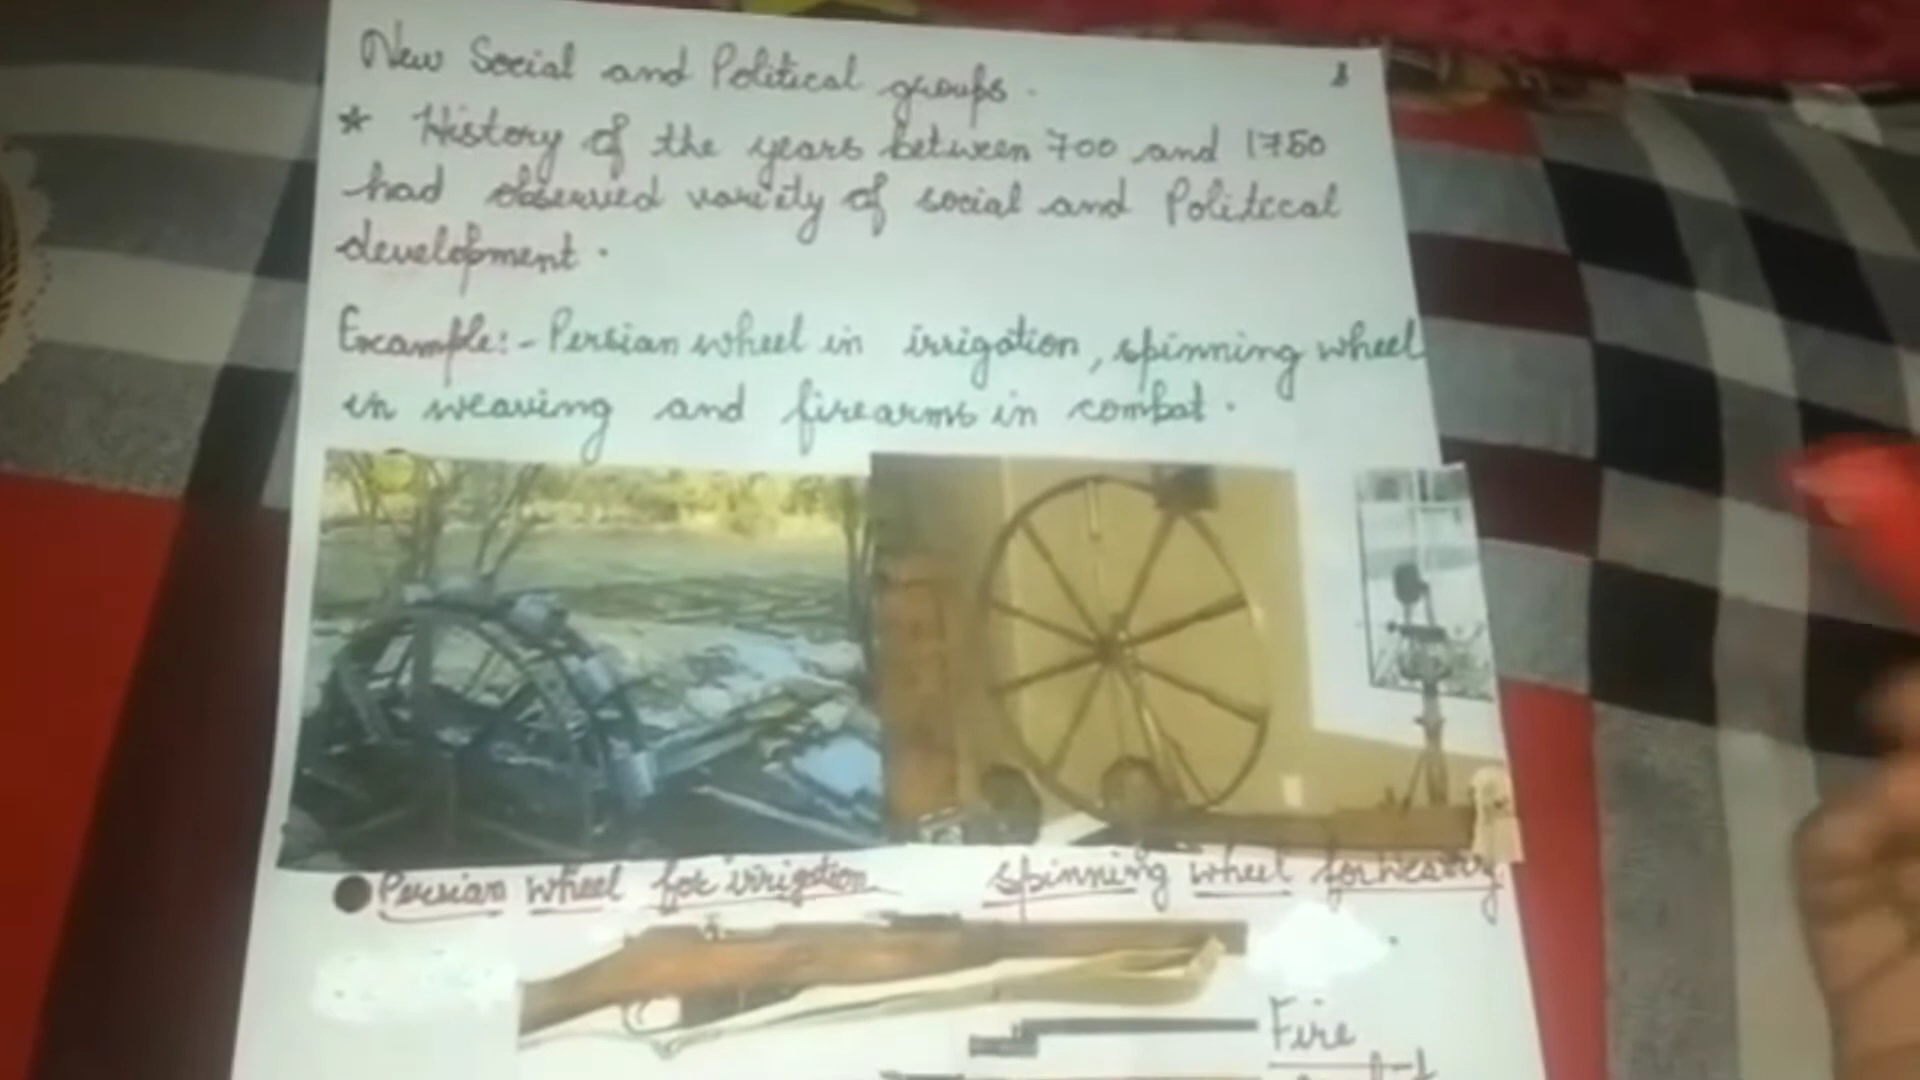 New Social and Political groups.
* History of the years between 700 and 1750
had observed variety of social and Political
development.
Example:- Persian wheel in irrigation, spinning wheel
in weaving and firearms in combat.
Persian wheel for irrigation
spinning wheel for weaving
Fire